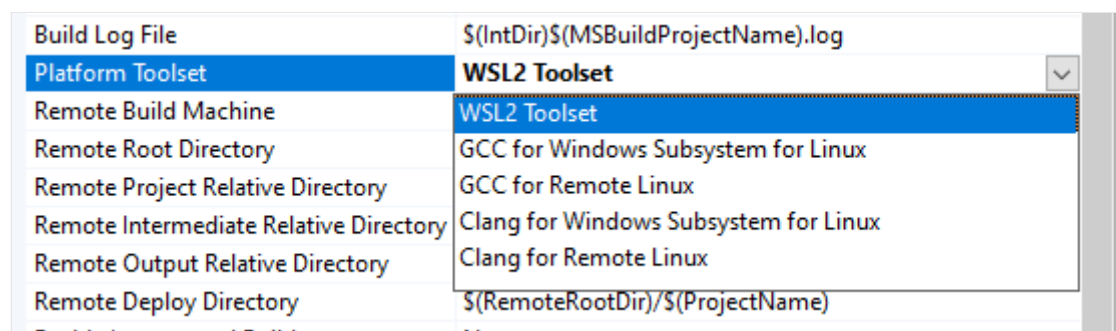 Build Log File $(IntDir)$(MSBuildProjectName).log
Platform Toolset WSL2 Toolset
Remote Build Machine WSL2 Toolset
Remote Root Directory GCC for Windows Subsystem for Linux
Remote Project Relative Directory GCC for Remote Linux
Remote Intermediate Relative Directory Clang for Windows Subsystem for Linux
Remote Output Relative Directory Clang for Remote Linux
Remote Deploy Directory $(RemoteRootDir)/$(ProjectName)